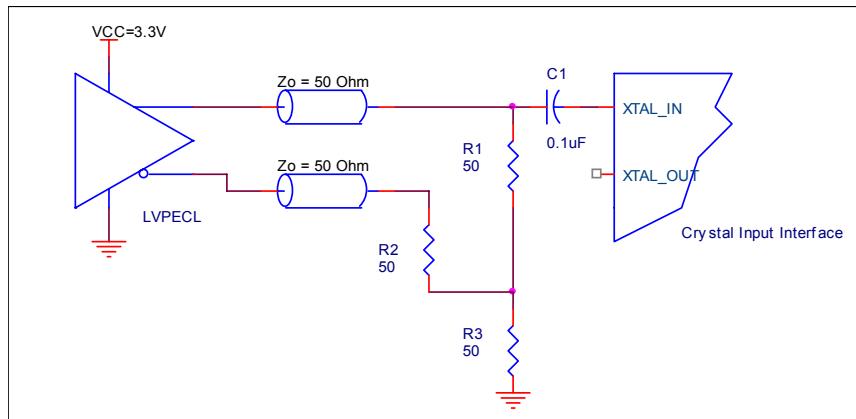 VCC=3.3V
Zo = 50 Ohm
C1
0.1uF
XTAL_IN
R1
50
Zo = 50 Ohm
XTAL_OUT
LVPECL
Crystal Input Interface
R2
50
R3
50